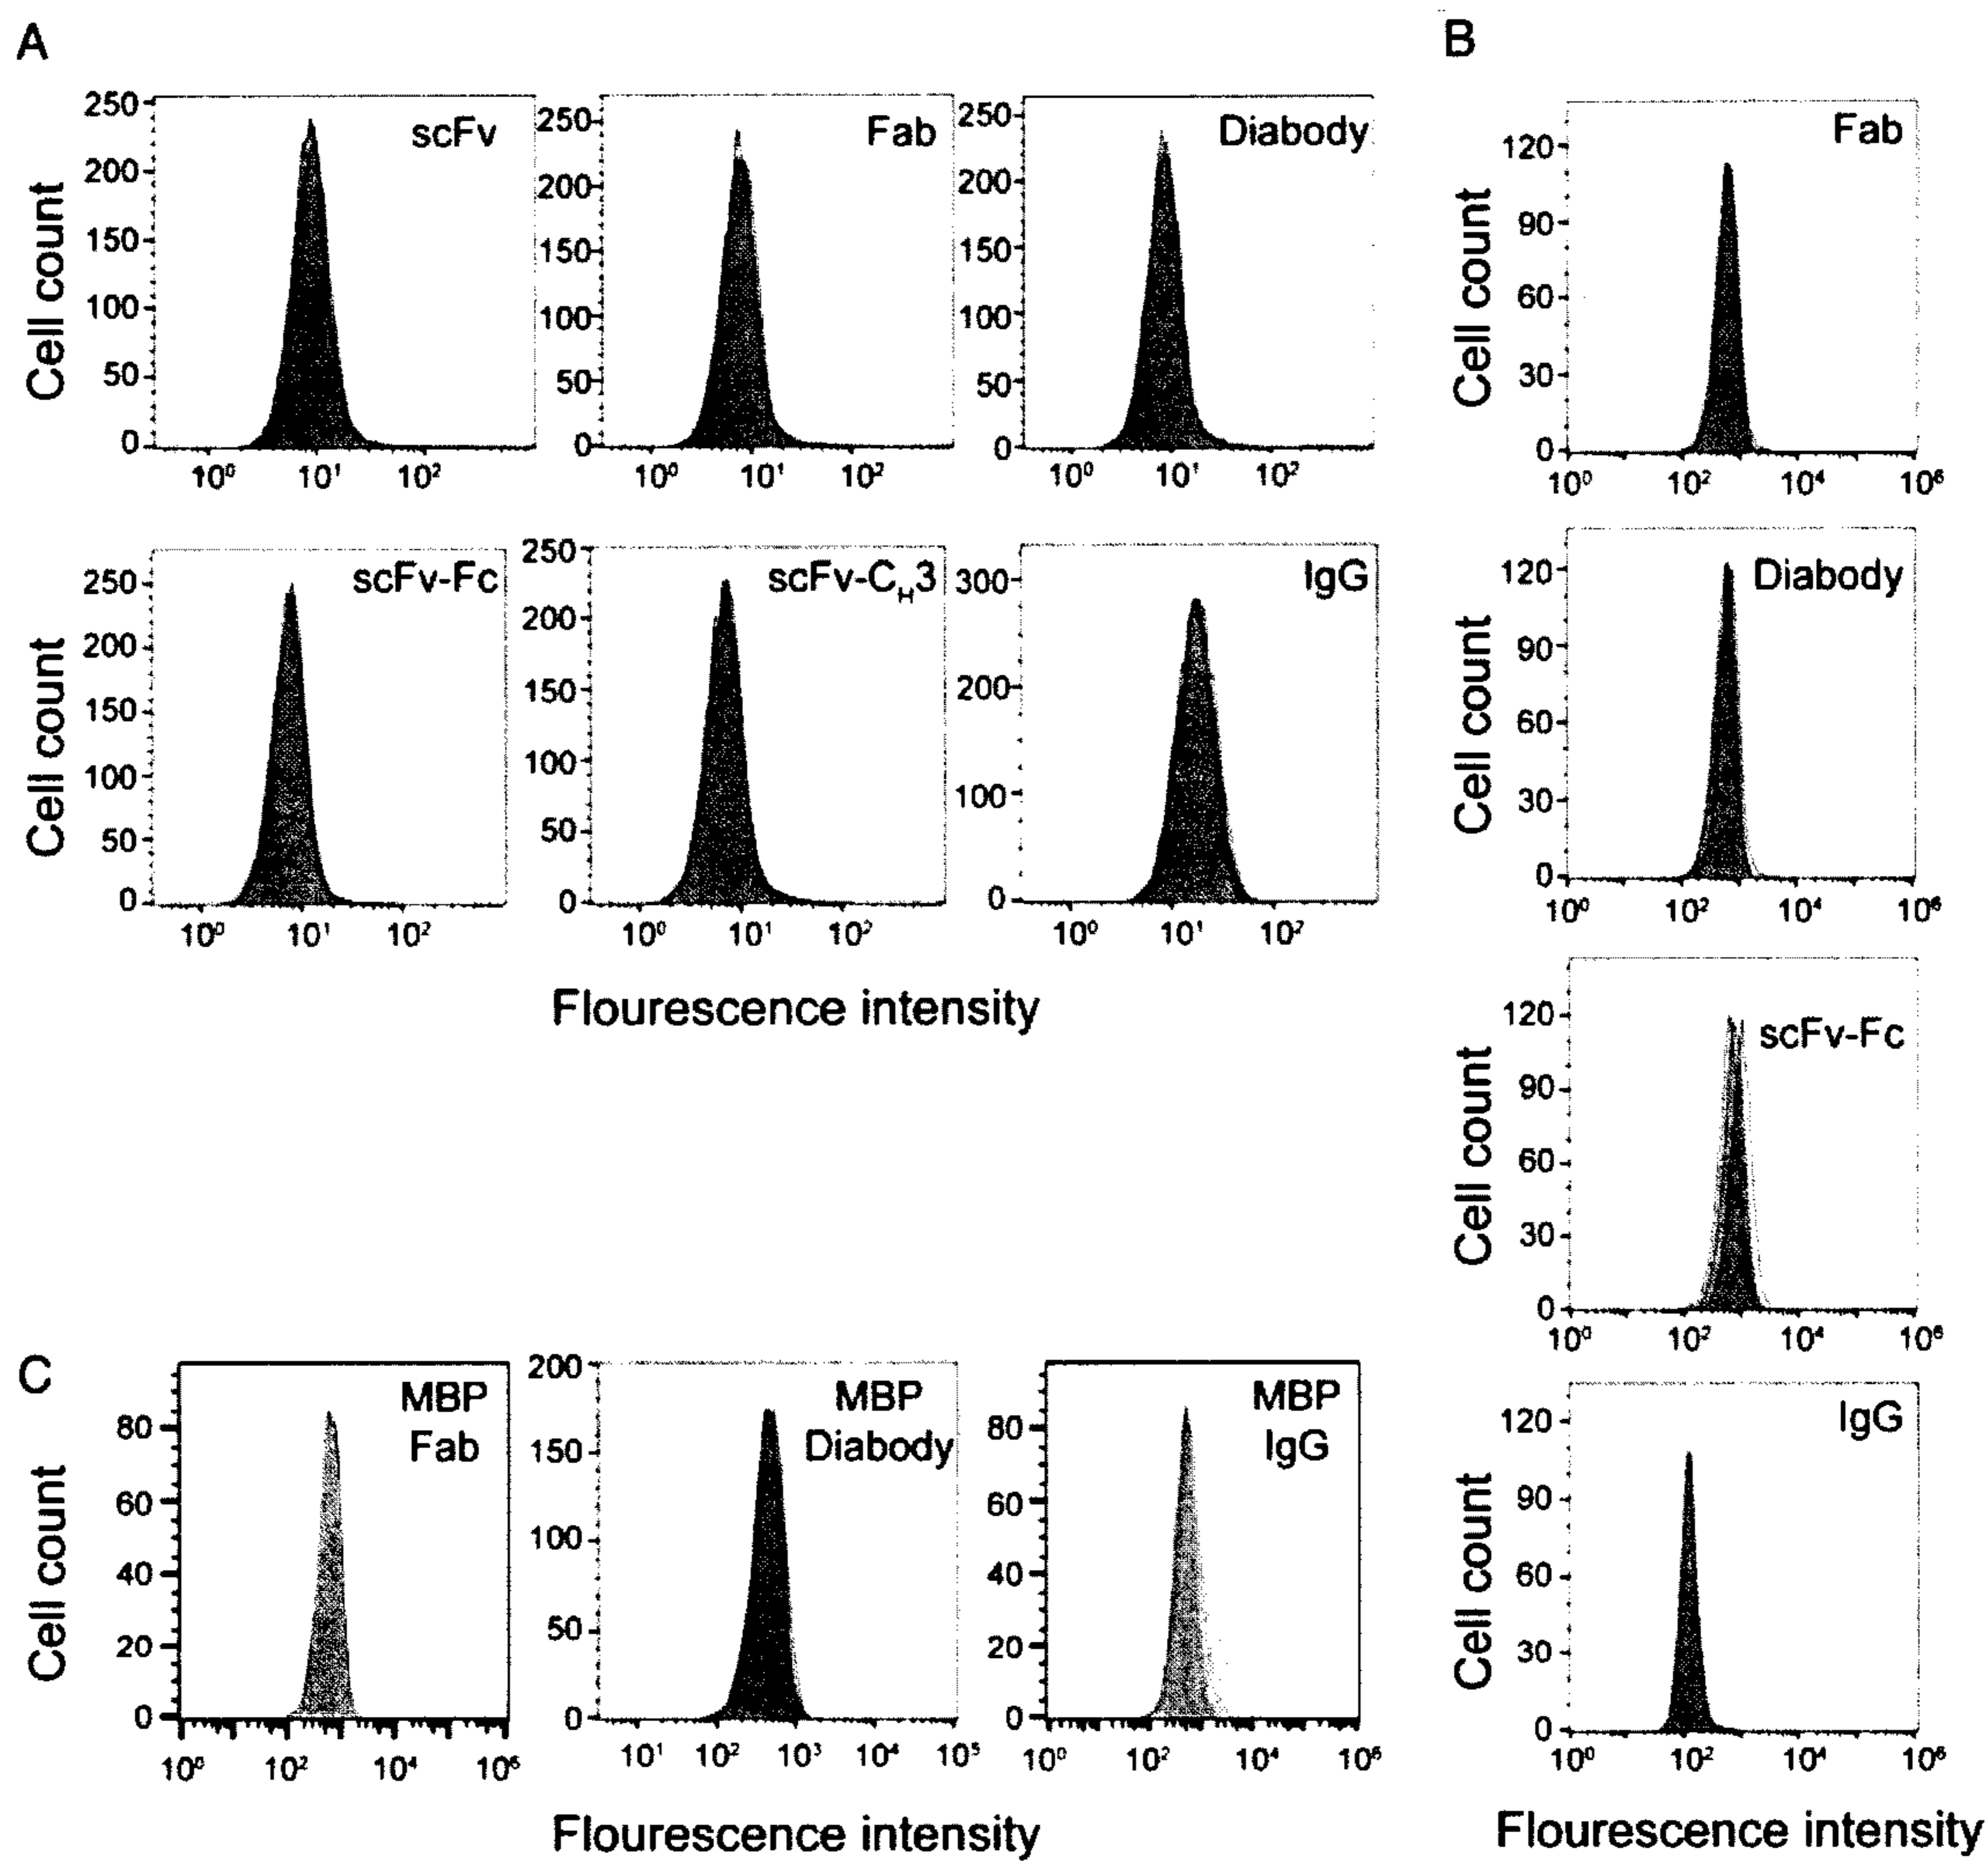 A
B
scFv
Fab
Diabody
Cell count
250
200
150
100
50
0
10⁰ 10¹ 10²
250
200
150
100
50
0
10⁰ 10¹ 10²
250
200
150
100
50
0
10⁰ 10¹ 10²
scFv-Fc
scFv-C_H3
IgG
Cell count
250
200
150
100
50
0
10⁰ 10¹ 10²
250
200
150
100
50
0
10⁰ 10¹ 10²
300
200
100
0
10⁰ 10¹ 10²
Flourescence intensity
Fab
Cell count
120
90
60
30
0
10⁰ 10² 10⁴ 10⁶
Diabody
Cell count
120
90
60
30
0
10⁰ 10² 10⁴ 10⁶
scFv-Fc
Cell count
120
90
60
30
0
10⁰ 10² 10⁴ 10⁶
IgG
Cell count
120
90
60
30
0
10⁰ 10² 10⁴ 10⁶
Flourescence intensity
C
MBP
Fab
Cell count
80
60
40
20
0
10⁰ 10² 10⁴ 10⁶
MBP
Diabody
200
150
100
50
0
10¹ 10² 10³ 10⁴ 10⁵
MBP
IgG
80
60
40
20
0
10⁰ 10² 10⁴ 10⁶
Flourescence intensity